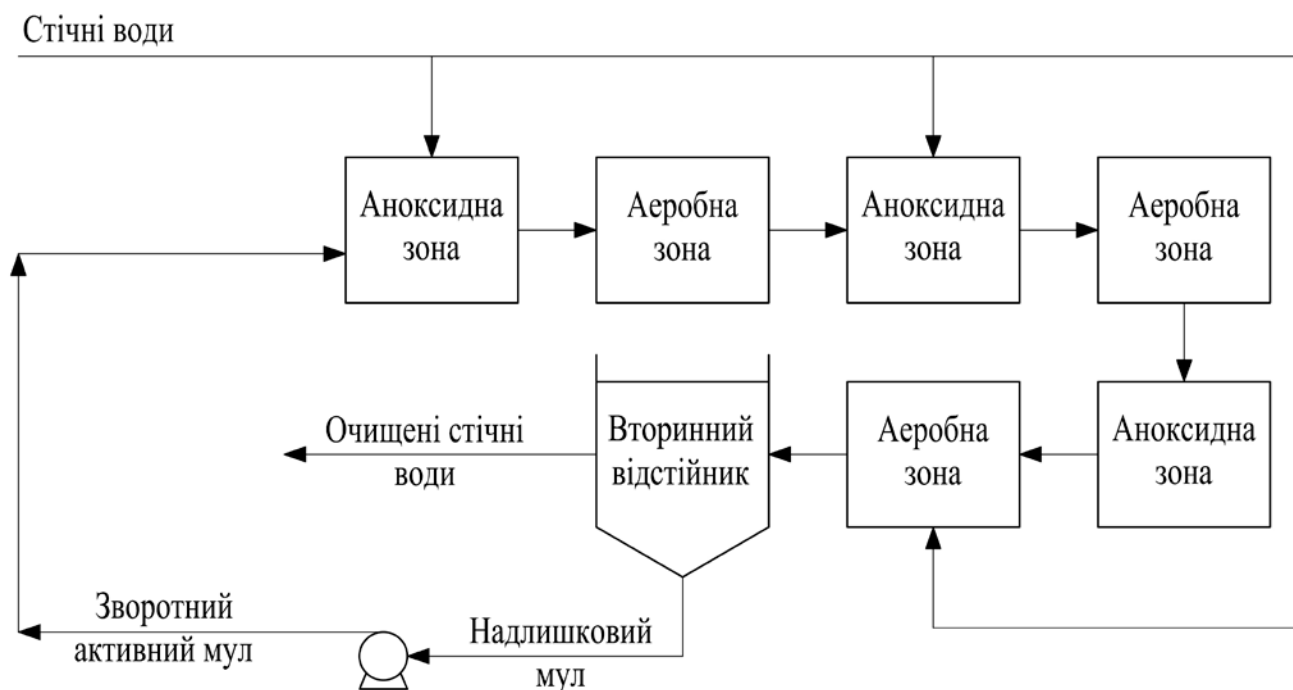 Стічні води
Аноксидна
зона
Аеробна
зона
Аноксидна
зона
Аеробна
зона
Очищені стічні
води
Вторинний
відстійник
Аеробна
зона
Аноксидна
зона
Зворотний
активний мул
Надлишковий
мул